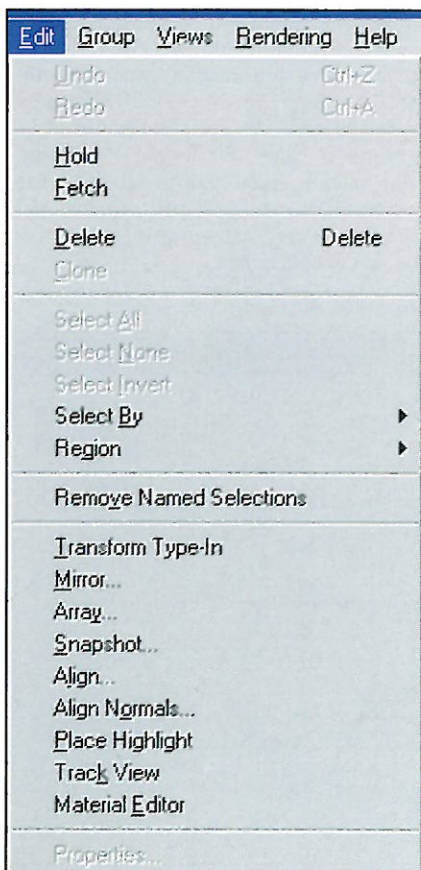 Edit Group Views Rendering Help
Undo Ctrl+Z
Redo Ctrl+A
Hold
Fetch
Delete Delete
Clone
Select All
Select None
Select Invert
Select By
Region
Remove Named Selections
Transform Type-In
Mirror...
Array...
Snapshot...
Align...
Align Normals...
Place Highlight
Track View
Material Editor
Properties...